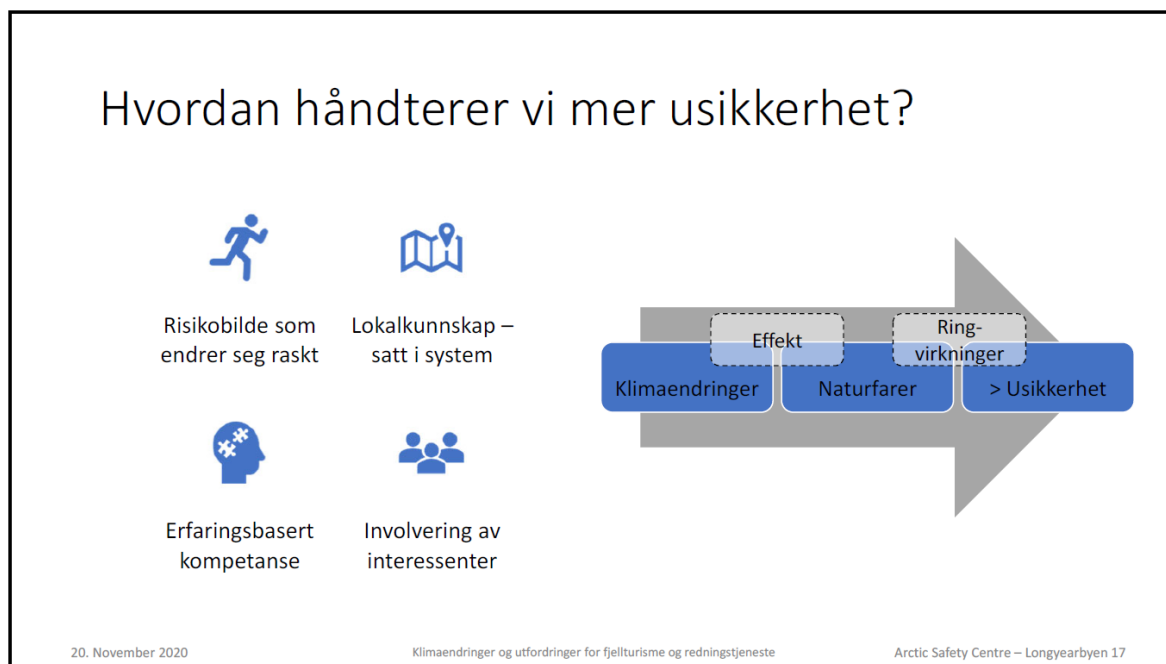 Hvordan håndterer vi mer usikkerhet?
Risikobilde som
endrer seg raskt
Lokalkunnskap –
satt i system
Erfaringsbasert
kompetanse
Involvering av
interessenter
Effekt
Ring-
virkninger
Klimaendringer
Naturfarer
> Usikkerhet
20. November 2020
Klimaendringer og utfordringer for fjellturisme og redningstjeneste
Arctic Safety Centre – Longyearbyen 17